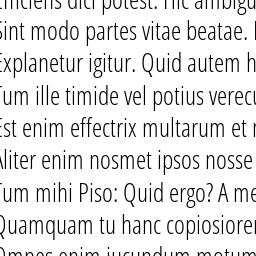 Efficiens dici potest. Hic ambigu
Sint modo partes vitae beatae.
Explanetur igitur. Quid autem h
Tum ille timide vel potius verecu
Est enim effectrix multarum et
Aliter enim nosmet ipsos nosse
Tum mihi Piso: Quid ergo? A me
Quamquam tu hanc copiosiorem
Omnes enim iucundum motum